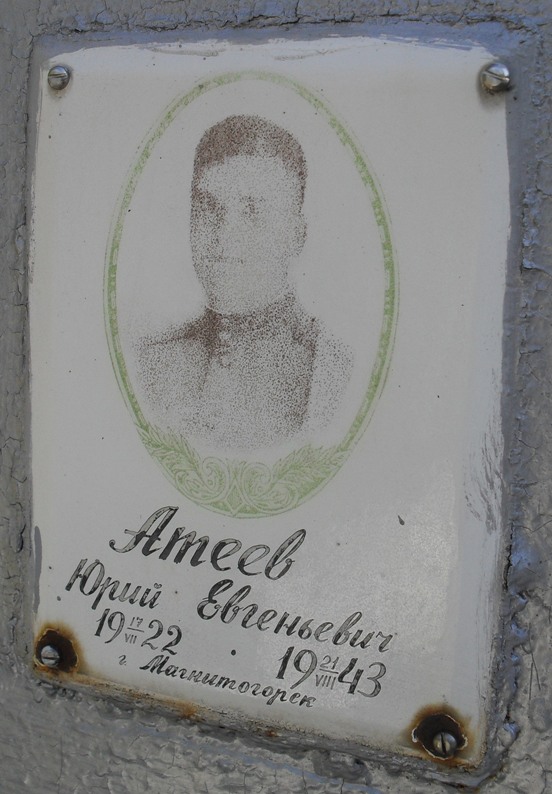 Атеев
Юрий Евгеньевич
19 17/VII 22 19 21/VIII 43
г. Магнитогорск